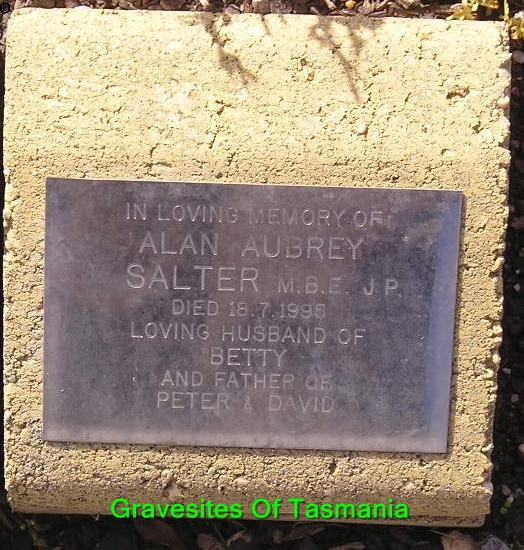 IN LOVING MEMORY OF
ALAN AUBREY
SALTER M.B.E. J.P.
DIED 18.7.1995
LOVING HUSBAND OF
BETTY
AND FATHER OF
PETER & DAVID
Gravesites Of Tasmania